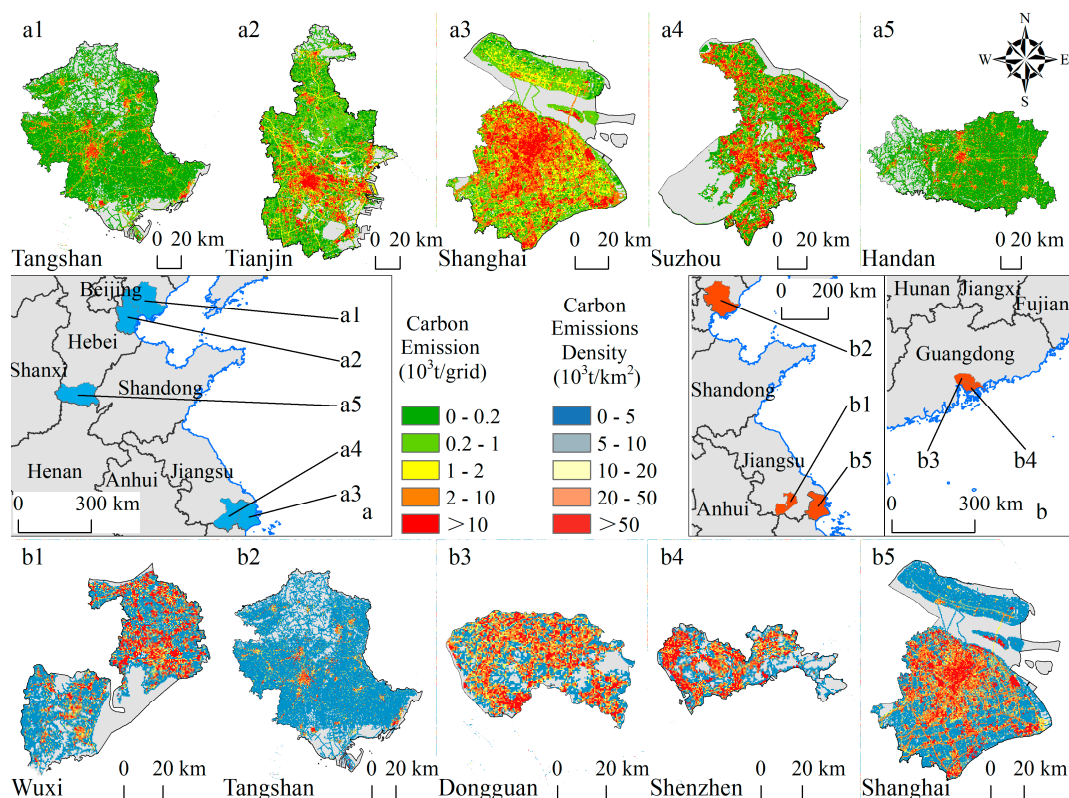 a1
a2
a3
a4
a5
N
W E
S
0 20 km
0 20 km
0 20 km
0 20 km
0 20 km
Tangshan
Tianjin
Shanghai
Suzhou
Handan
Beijing
Hebei
Shanxi
Shandong
Henan
Anhui
Jiangsu
a1
a2
a5
a4
a3
0 300 km
a
Carbon
Emission
(10³t/grid)
0 - 0.2
0.2 - 1
1 - 2
2 - 10
>10
Carbon
Emissions
Density
(10³t/km²)
0 - 5
5 - 10
10 - 20
20 - 50
>50
0 200 km
b2
Shandong
b1
Jiangsu
b5
Anhui
Hunan
Jiangxi
Fujian
Guangdong
b3
b4
0 300 km
b
b1
b2
b3
b4
b5
0 20 km
0 20 km
0 20 km
0 20 km
0 20 km
Wuxi
Tangshan
Dongguan
Shenzhen
Shanghai